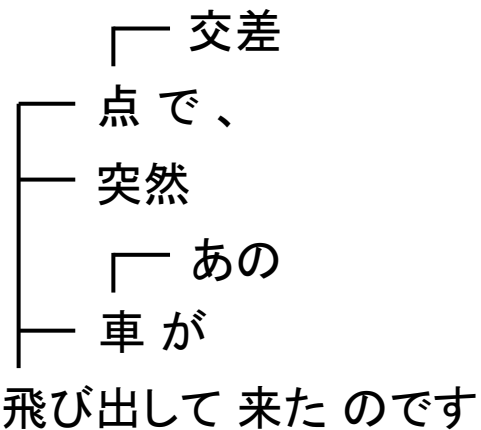 交差
点 で 、
突然
あの
車 が
飛び出して 来た のです